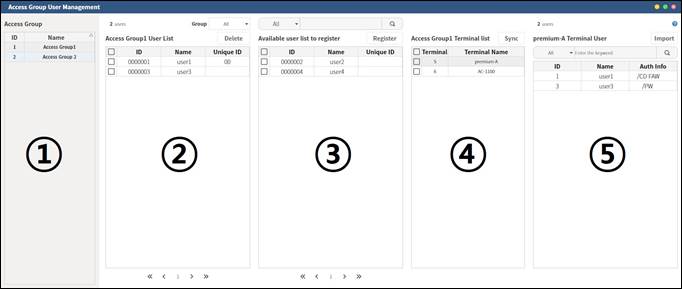 Access Group User Management
Access Group
ID Name
1 Access Group1
2 Access Group 2
①
2 users Group All
Access Group1 User List Delete
ID Name Unique ID
0000001 user1 00
0000003 user3
②
« < 1 > »
All
Available user list to register Register
ID Name Unique ID
0000002 user2
0000004 user4
③
« < 1 > »
Access Group1 Terminal list Sync
Terminal Terminal Name
5 premium-A
6 AC-1100
④
2 users
premium-A Terminal User Import
All Enter the keyword
ID Name Auth Info
1 user1 /CD FAW
3 user3 /PW
⑤